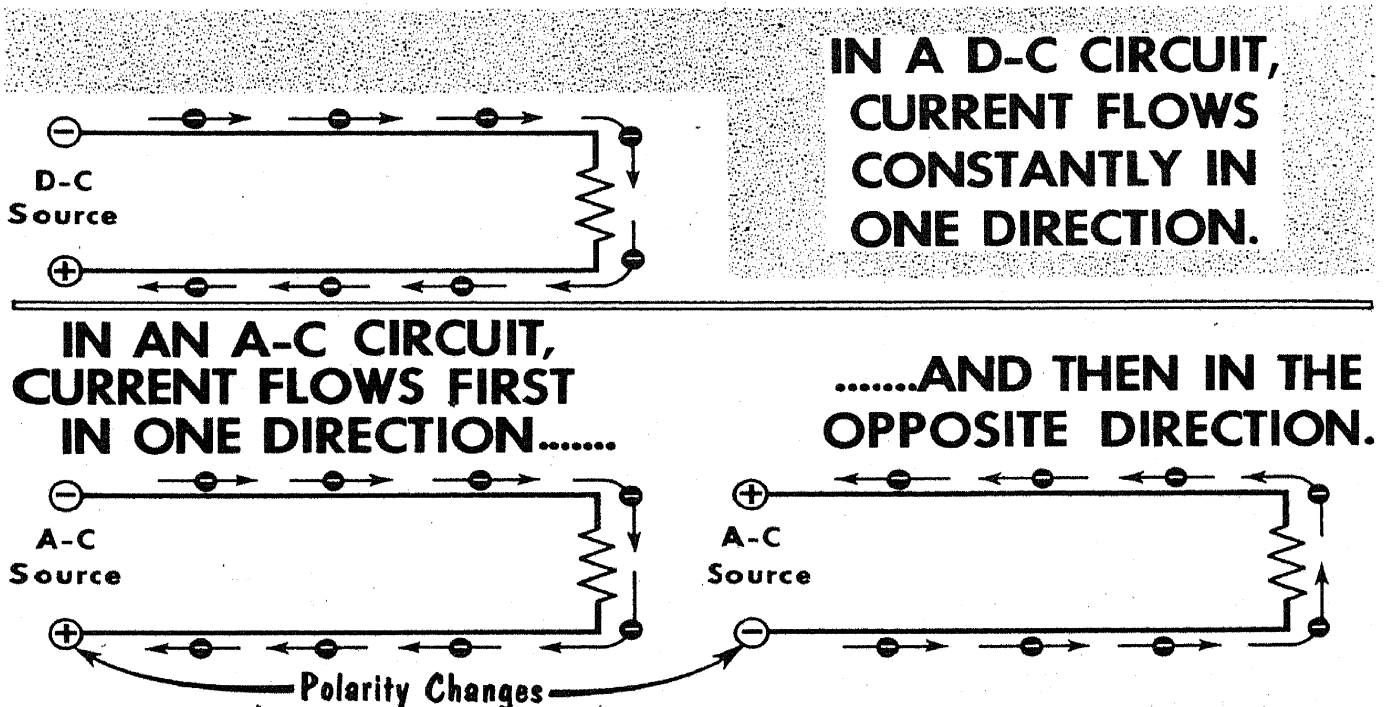 IN A D-C CIRCUIT,
CURRENT FLOWS
CONSTANTLY IN
ONE DIRECTION.
D-C
Source
IN AN A-C CIRCUIT,
CURRENT FLOWS FIRST
IN ONE DIRECTION.......
A-C
Source
.......AND THEN IN THE
OPPOSITE DIRECTION.
A-C
Source
Polarity Changes